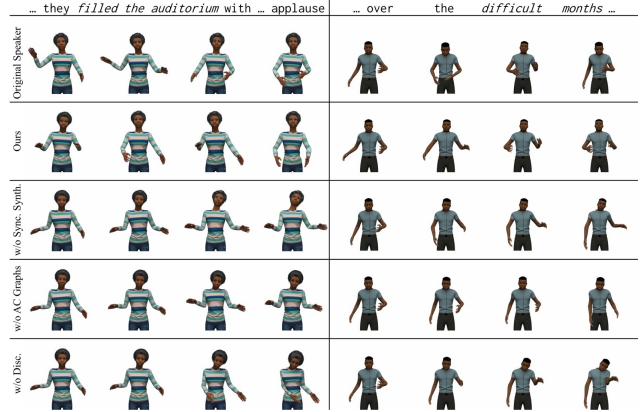 … they filled the auditorium with … applause
… over the difficult months …
Original Speaker
Ours
w/o Sync. Synth.
w/o AC Graphs
w/o Disc.